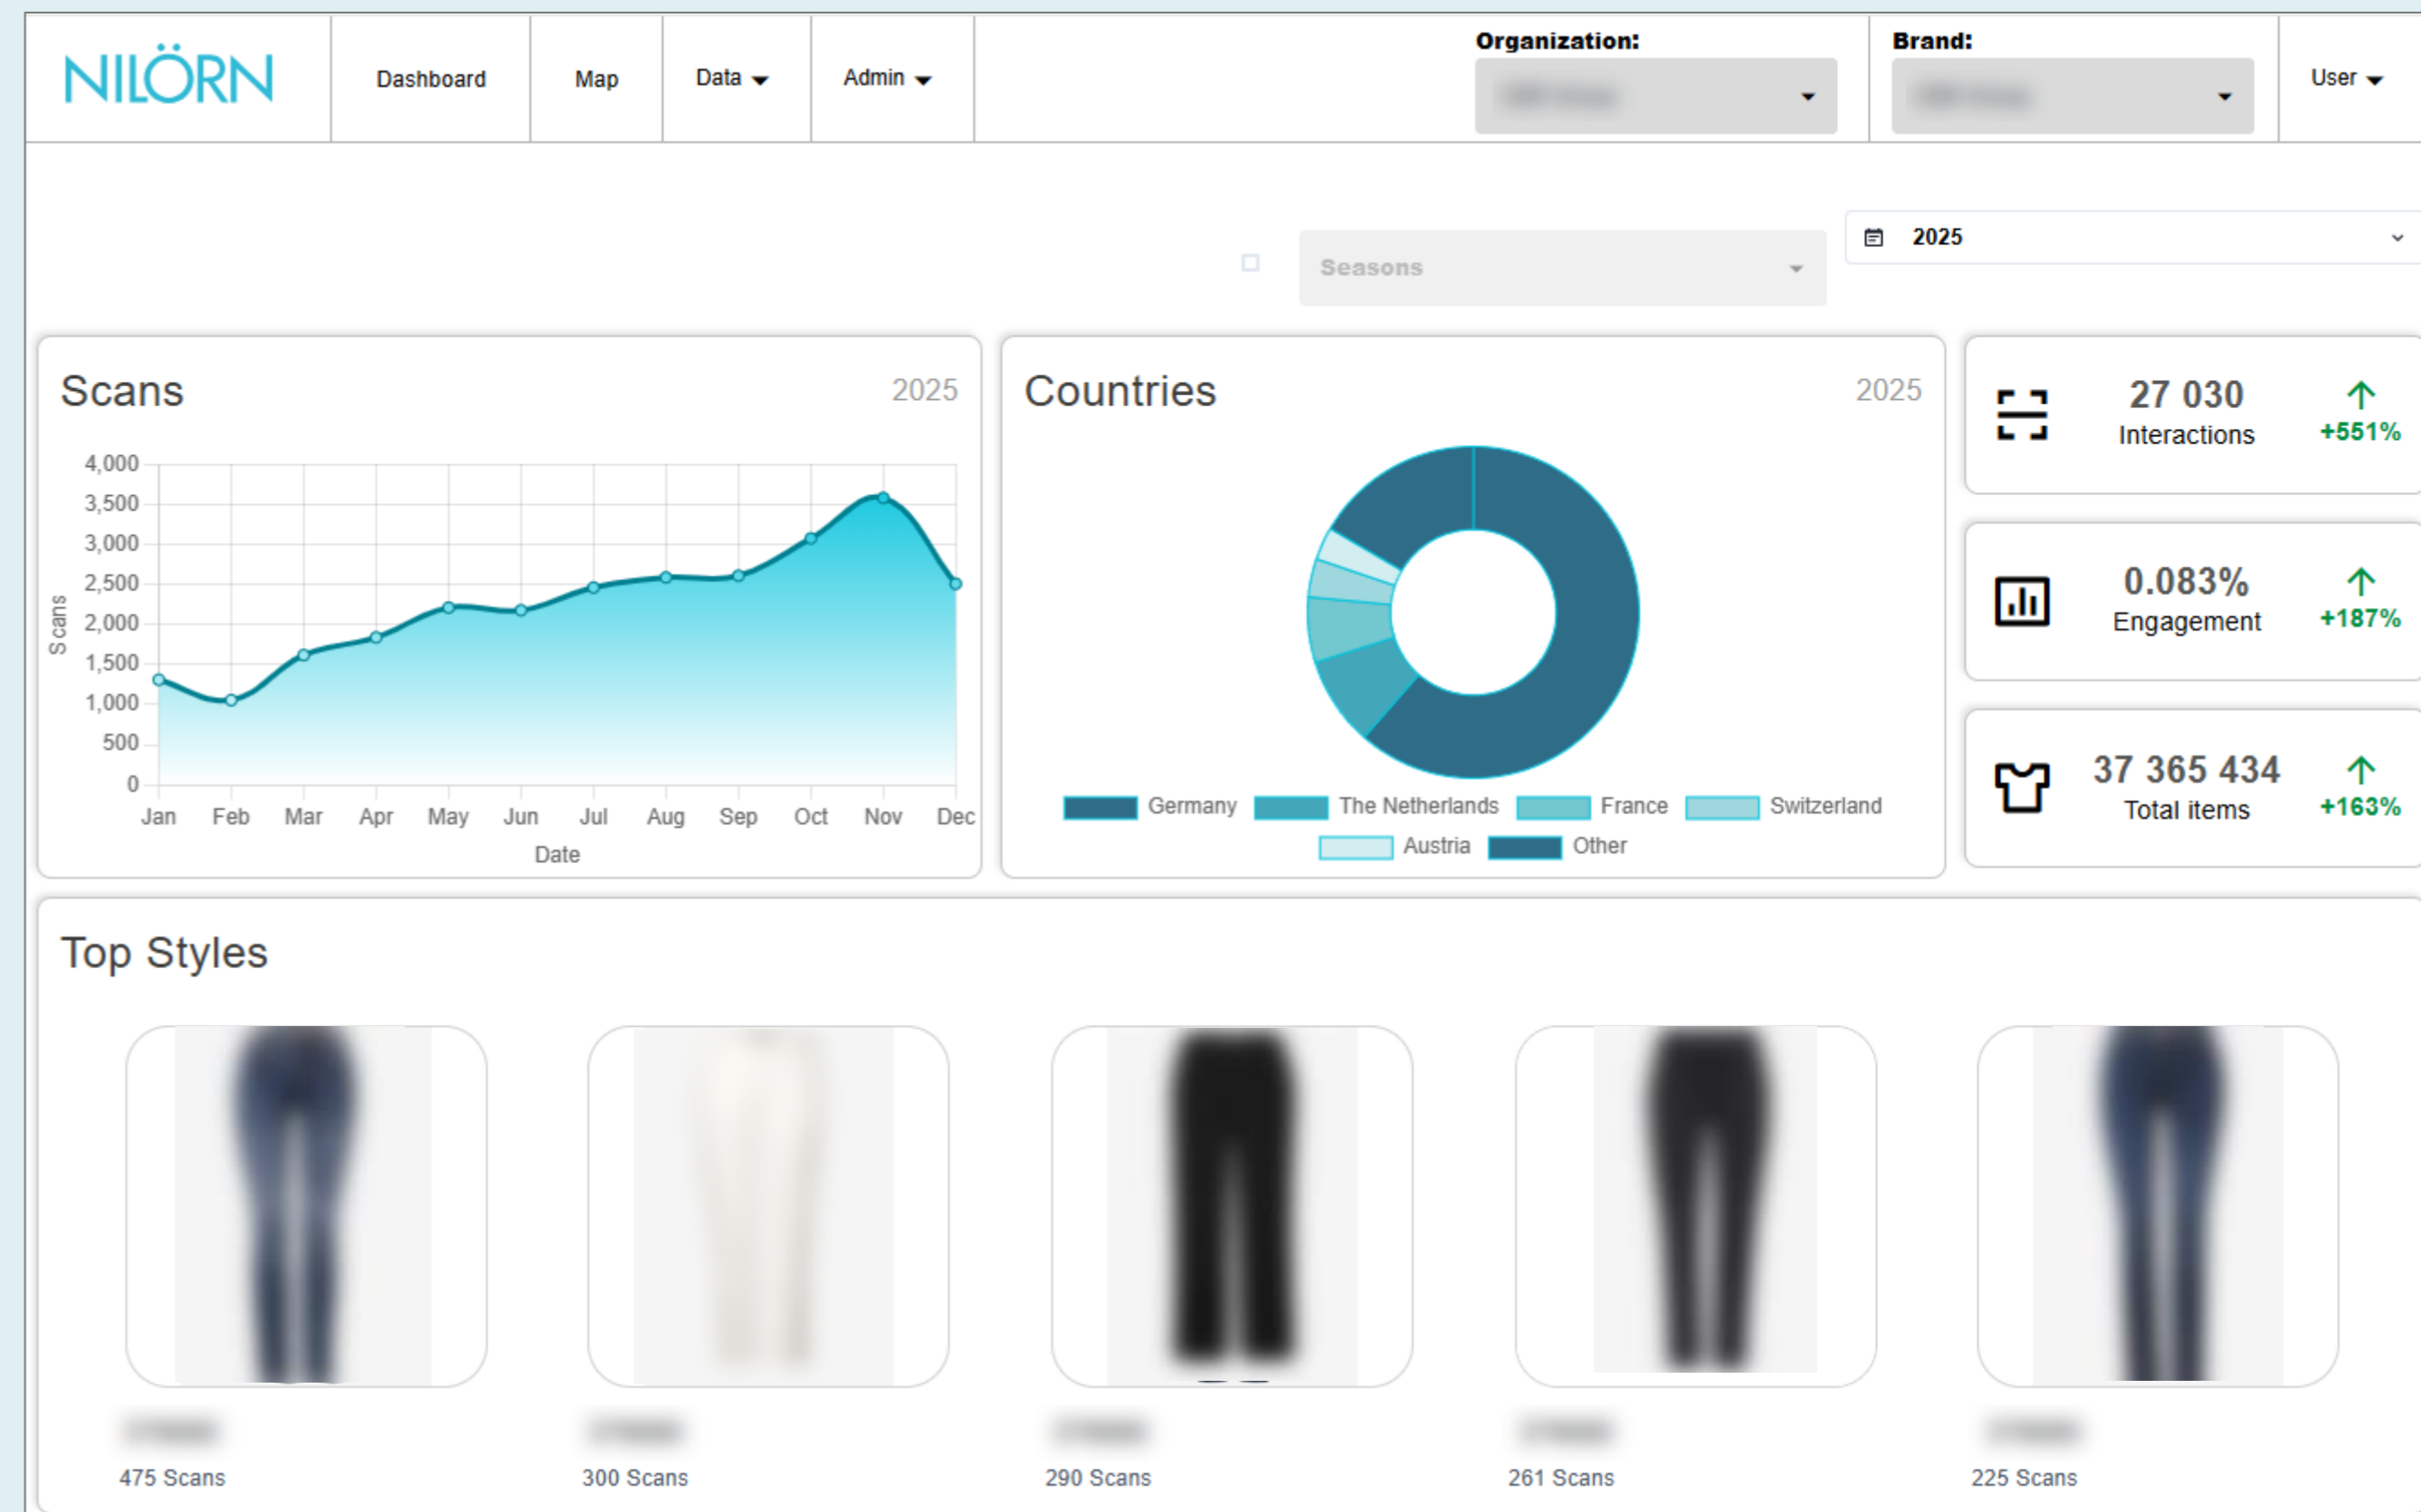 NILÖRN
Dashboard
Map
Data
Admin
Organization:
Brand:
User
Seasons
2025
Scans
2025
4,000
3,500
3,000
2,500
2,000
1,500
1,000
500
0
Scans
Jan Feb Mar Apr May Jun Jul Aug Sep Oct Nov Dec
Date
Countries
2025
Germany The Netherlands France Switzerland
Austria Other
27 030
Interactions
+551%
0.083%
Engagement
+187%
37 365 434
Total items
+163%
Top Styles
475 Scans
300 Scans
290 Scans
261 Scans
225 Scans